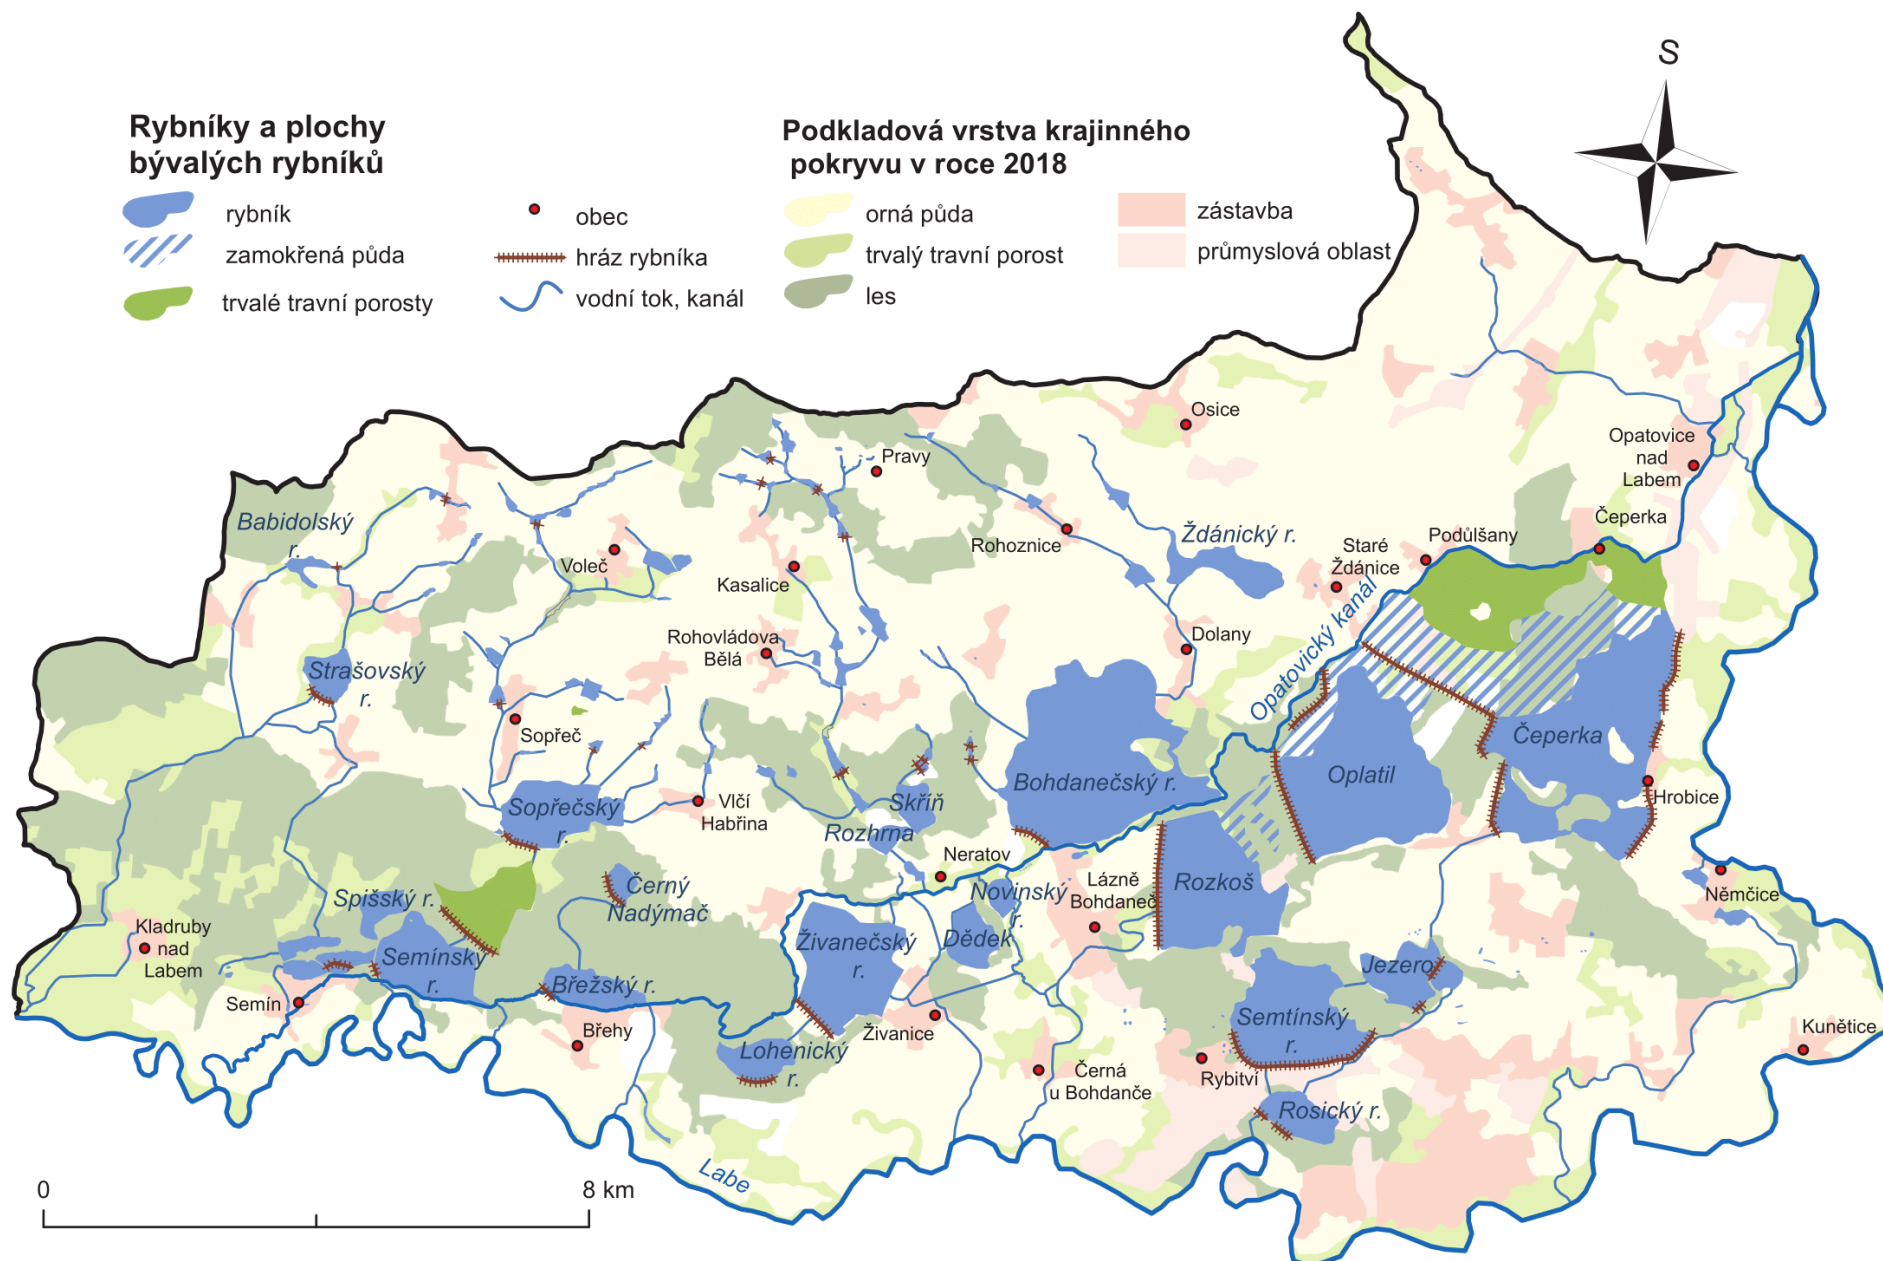 S
Rybníky a plochy
bývalých rybníků
rybník
zamokřená půda
trvalé travní porosty
obec
hráz rybníka
vodní tok, kanál
Podkladová vrstva krajinného
pokryvu v roce 2018
orná půda
trvalý travní porost
les
zástavba
průmyslová oblast
Osice
Opatovice
nad
Labem
Pravy
Babidolský
r.
Čeperka
Voleč
Rohoznice
Ždánický r.
Podůlšany
Staré
Ždánice
Kasalice
Opatovický kanál
Rohovládova
Bělá
Dolany
Strašovský
r.
Sopřeč
Čeperka
Oplatil
Bohdanečský r.
Hrobice
Sopřečský
r.
Vlčí
Habřina
Skříň
Rozhrna
Neratov
Novinský
r.
Lázně
Bohdaneč
Rozkoš
Němčice
Spišský r.
Černý
Nadýmač
Kladruby
nad
Labem
Semínský
r.
Živanečský
r.
Dědek
Jezero
Semín
Břežský r.
Břehy
Živanice
Semtínský
r.
Kunětice
Lohenický
r.
Černá
u Bohdanče
Rybitví
Rosický r.
Labe
0
8 km